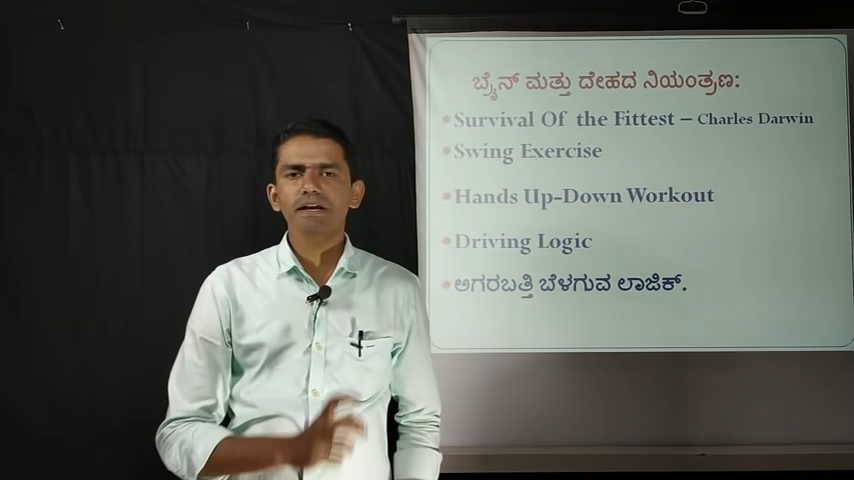 ಬ್ರೈನ್ ಮತ್ತು ದೇಹದ ನಿಯಂತ್ರಣ:
•Survival Of the Fittest – Charles Darwin
•Swing Exercise
•Hands Up-Down Workout
•Driving Logic
•ಅಗರಬತ್ತಿ ಬೆಳಗುವ ಲಾಜಿಕ್.